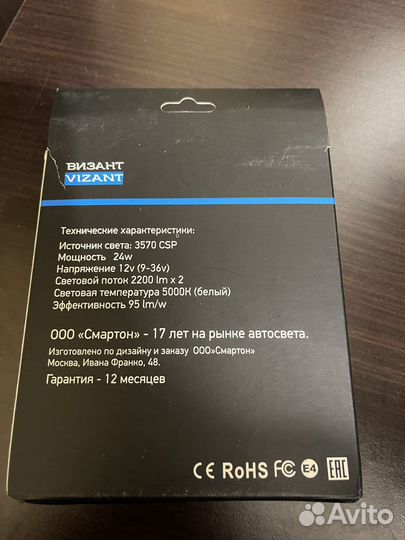 ВИЗАНТ
VIZANT
Технические характеристики:
Источник света: 3570 CSP
Мощность 24w
Напряжение 12v (9-36v)
Световой поток 2200 lm x 2
Световая температура 5000К (белый)
Эффективность 95 lm/w
ООО «Смартон» - 17 лет на рынке автосвета.
Изготовлено по дизайну и заказу ООО»Смартон»
Москва, Ивана Франко, 48.
Гарантия - 12 месяцев
CE RoHS FC E4 EAC
Avito